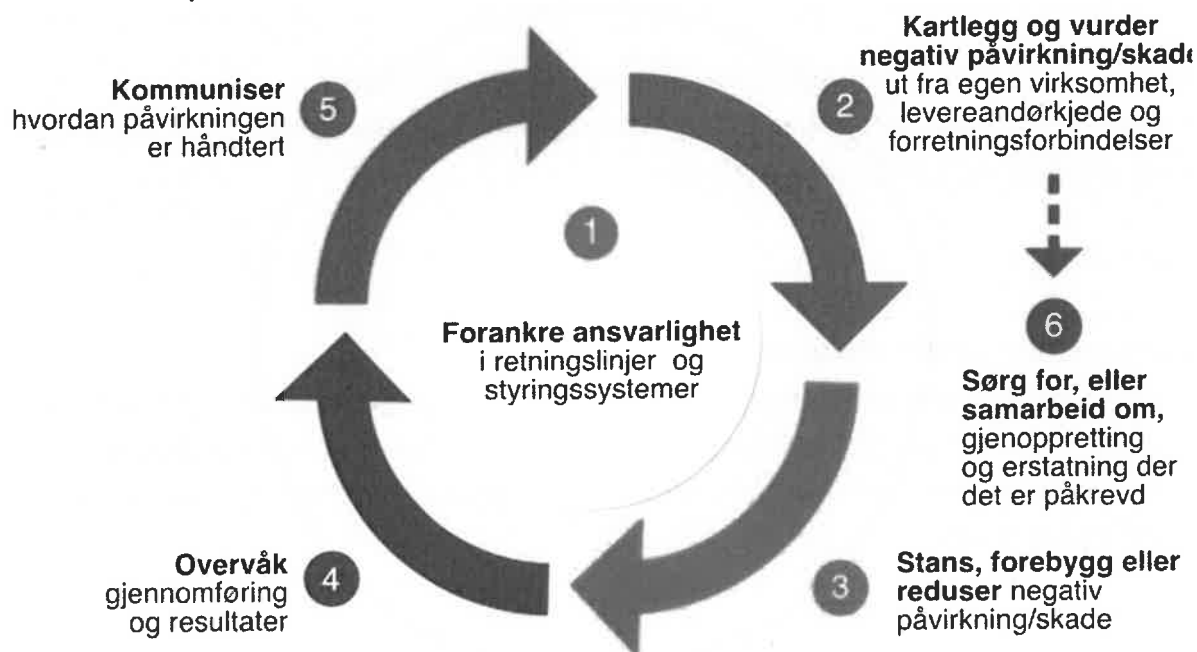 1
Forankre ansvarlighet
i retningslinjer og
styringssystemer
2
Kartlegg og vurder
negativ påvirkning/skade
ut fra egen virksomhet,
levereandørkjede og
forretningsforbindelser
3
Stans, forebygg eller
reduser negativ
påvirkning/skade
4
Overvåk
gjennomføring
og resultater
5
Kommuniser
hvordan påvirkningen
er håndtert
6
Sørg for, eller
samarbeid om,
gjenoppretting
og erstatning der
det er påkrevd